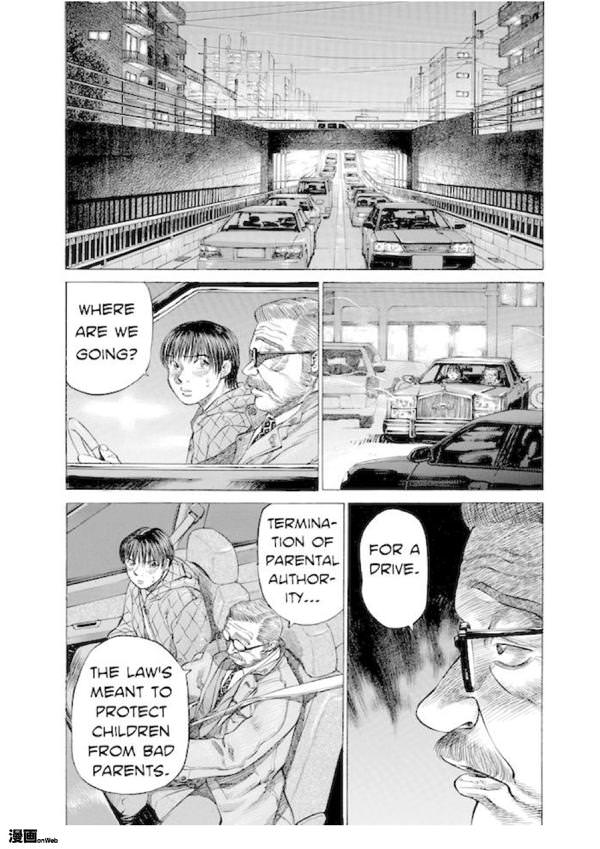 WHERE
ARE WE
GOING?
FOR A
DRIVE.
TERMINA-
TION OF
PARENTAL
AUTHOR-
ITY...
THE LAW'S
MEANT TO
PROTECT
CHILDREN
FROM BAD
PARENTS.
漫画onWeb